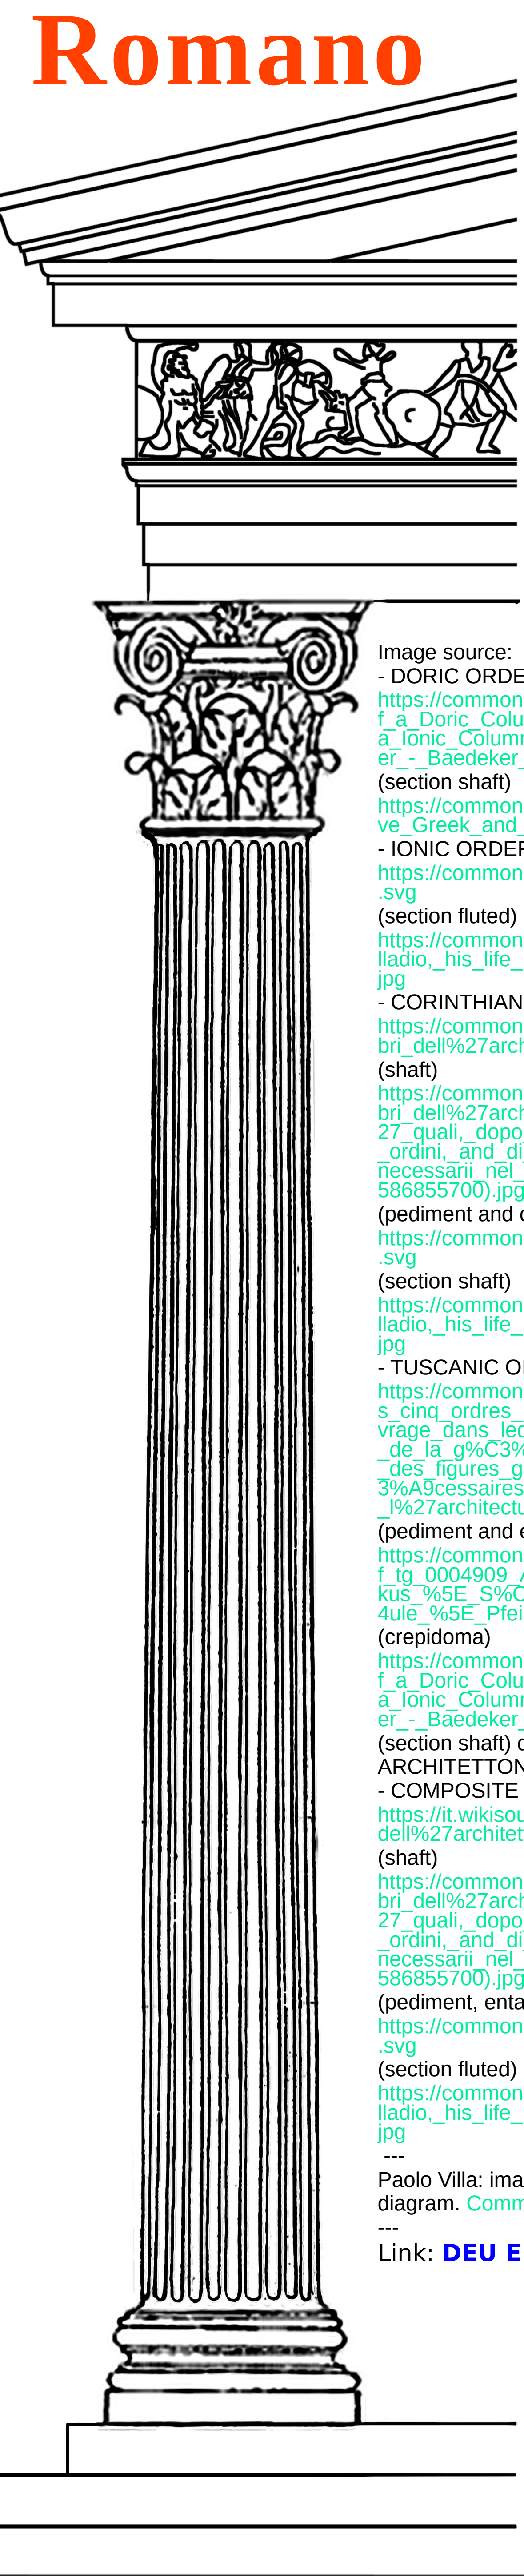 Romano
Image source:
- DORIC ORDE
https://common
f_a_Doric_Colu
a_Ionic_Column
er_-_Baedeker_
(section shaft)
https://common
ve_Greek_and_
- IONIC ORDER
https://common
.svg
(section fluted)
https://common
lladio,_his_life_
jpg
- CORINTHIAN
https://common
bri_dell%27arch
(shaft)
https://common
bri_dell%27arch
27_quali,_dopo
_ordini,_and_di
necessarii_nel_
586855700).jpg
(pediment and c
https://common
.svg
(section shaft)
https://common
lladio,_his_life_
jpg
- TUSCANIC O
https://common
s_cinq_ordres_
vrage_dans_leq
_de_la_g%C3%
_des_figures_g
3%A9cessaires
_l%27architectu
(pediment and e
https://common
f_tg_0004909_A
kus_%5E_S%C
4ule_%5E_Pfei
(crepidoma)
https://common
f_a_Doric_Colu
a_Ionic_Column
er_-_Baedeker_
(section shaft) d
ARCHITETTON
- COMPOSITE
https://it.wikisou
dell%27architet
(shaft)
https://common
bri_dell%27arch
27_quali,_dopo
_ordini,_and_di
necessarii_nel_
586855700).jpg
(pediment, enta
https://common
.svg
(section fluted)
https://common
lladio,_his_life_
jpg
---
Paolo Villa: ima
diagram. Comm
---
Link: DEU E